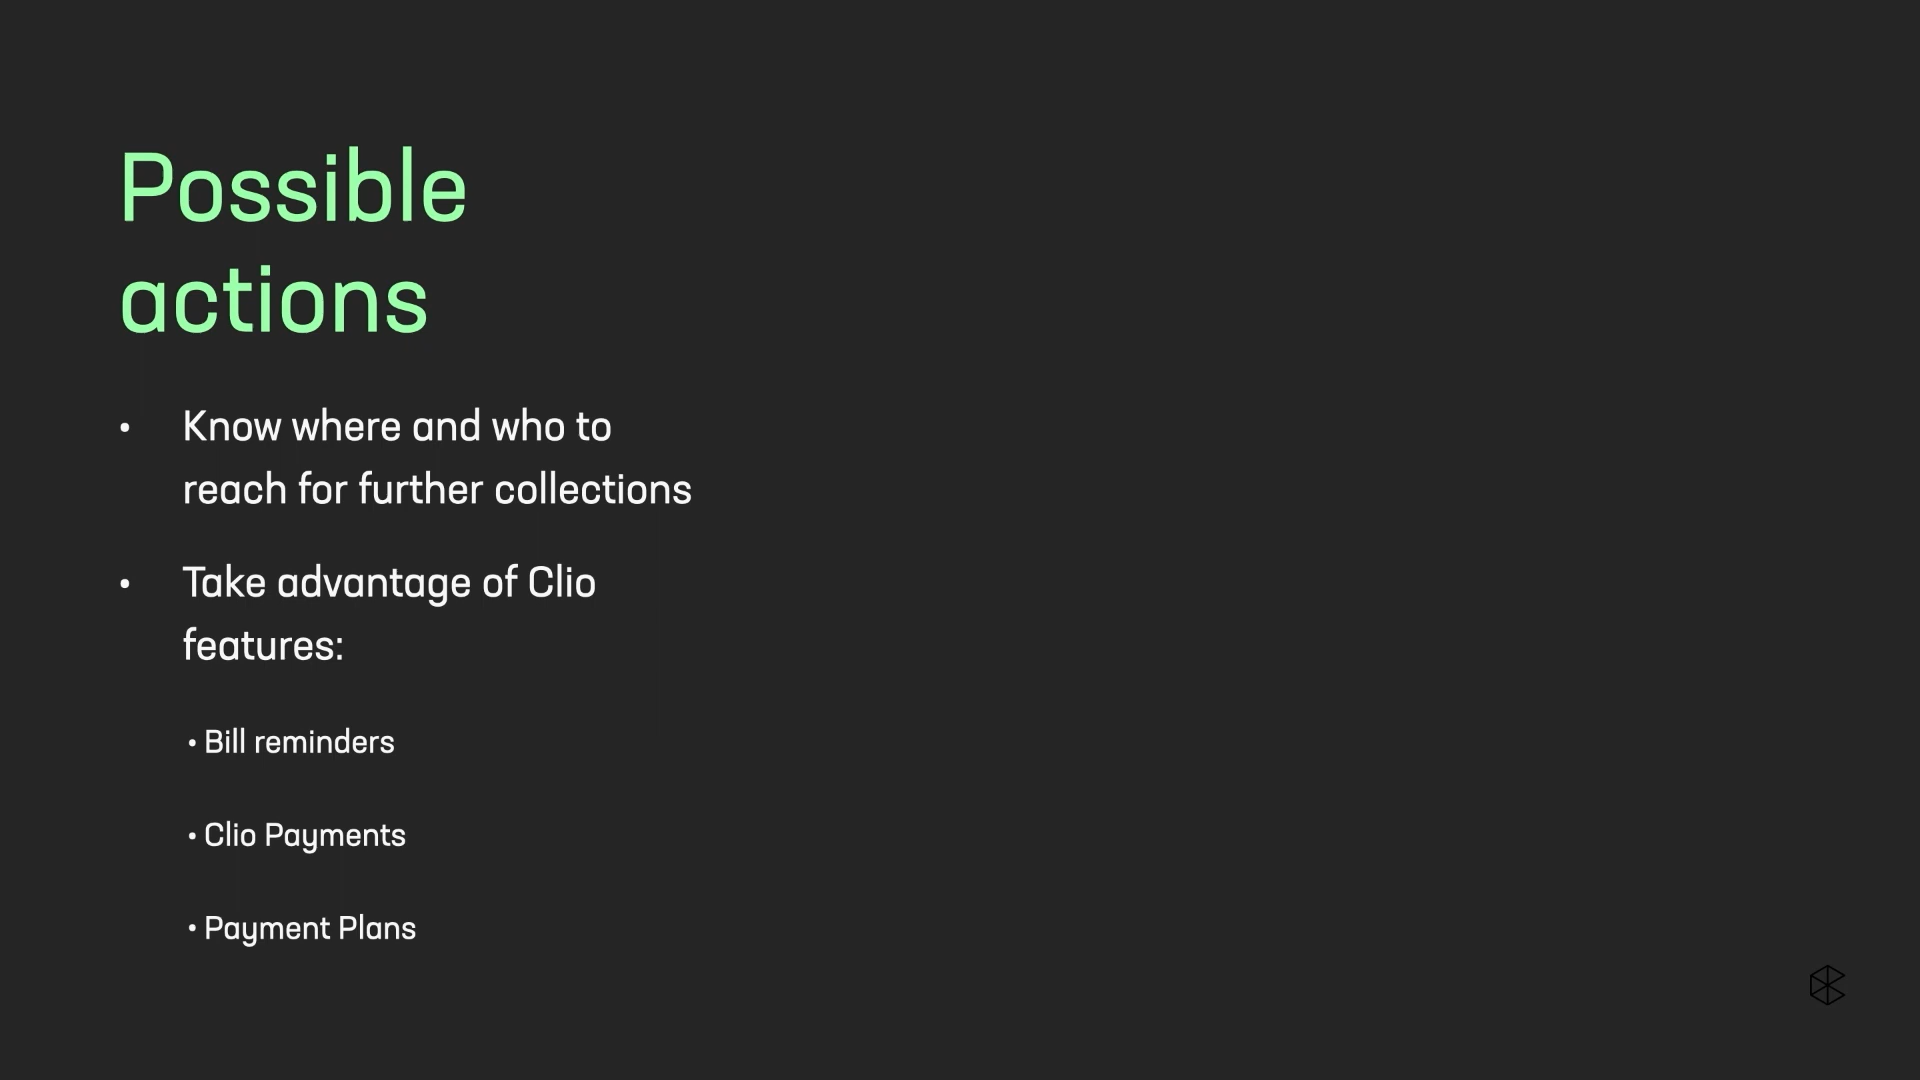 Possible
actions
• Know where and who to
reach for further collections
• Take advantage of Clio
features:
• Bill reminders
• Clio Payments
• Payment Plans